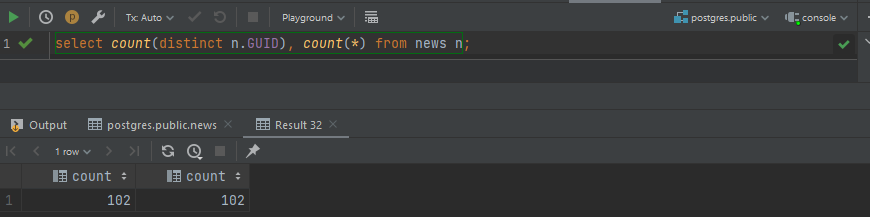 Tx: Auto Playground postgres.public console
1 select count(distinct n.GUID), count(*) from news n;
Output postgres.public.news Result 32
1 row
count count
1 102 102